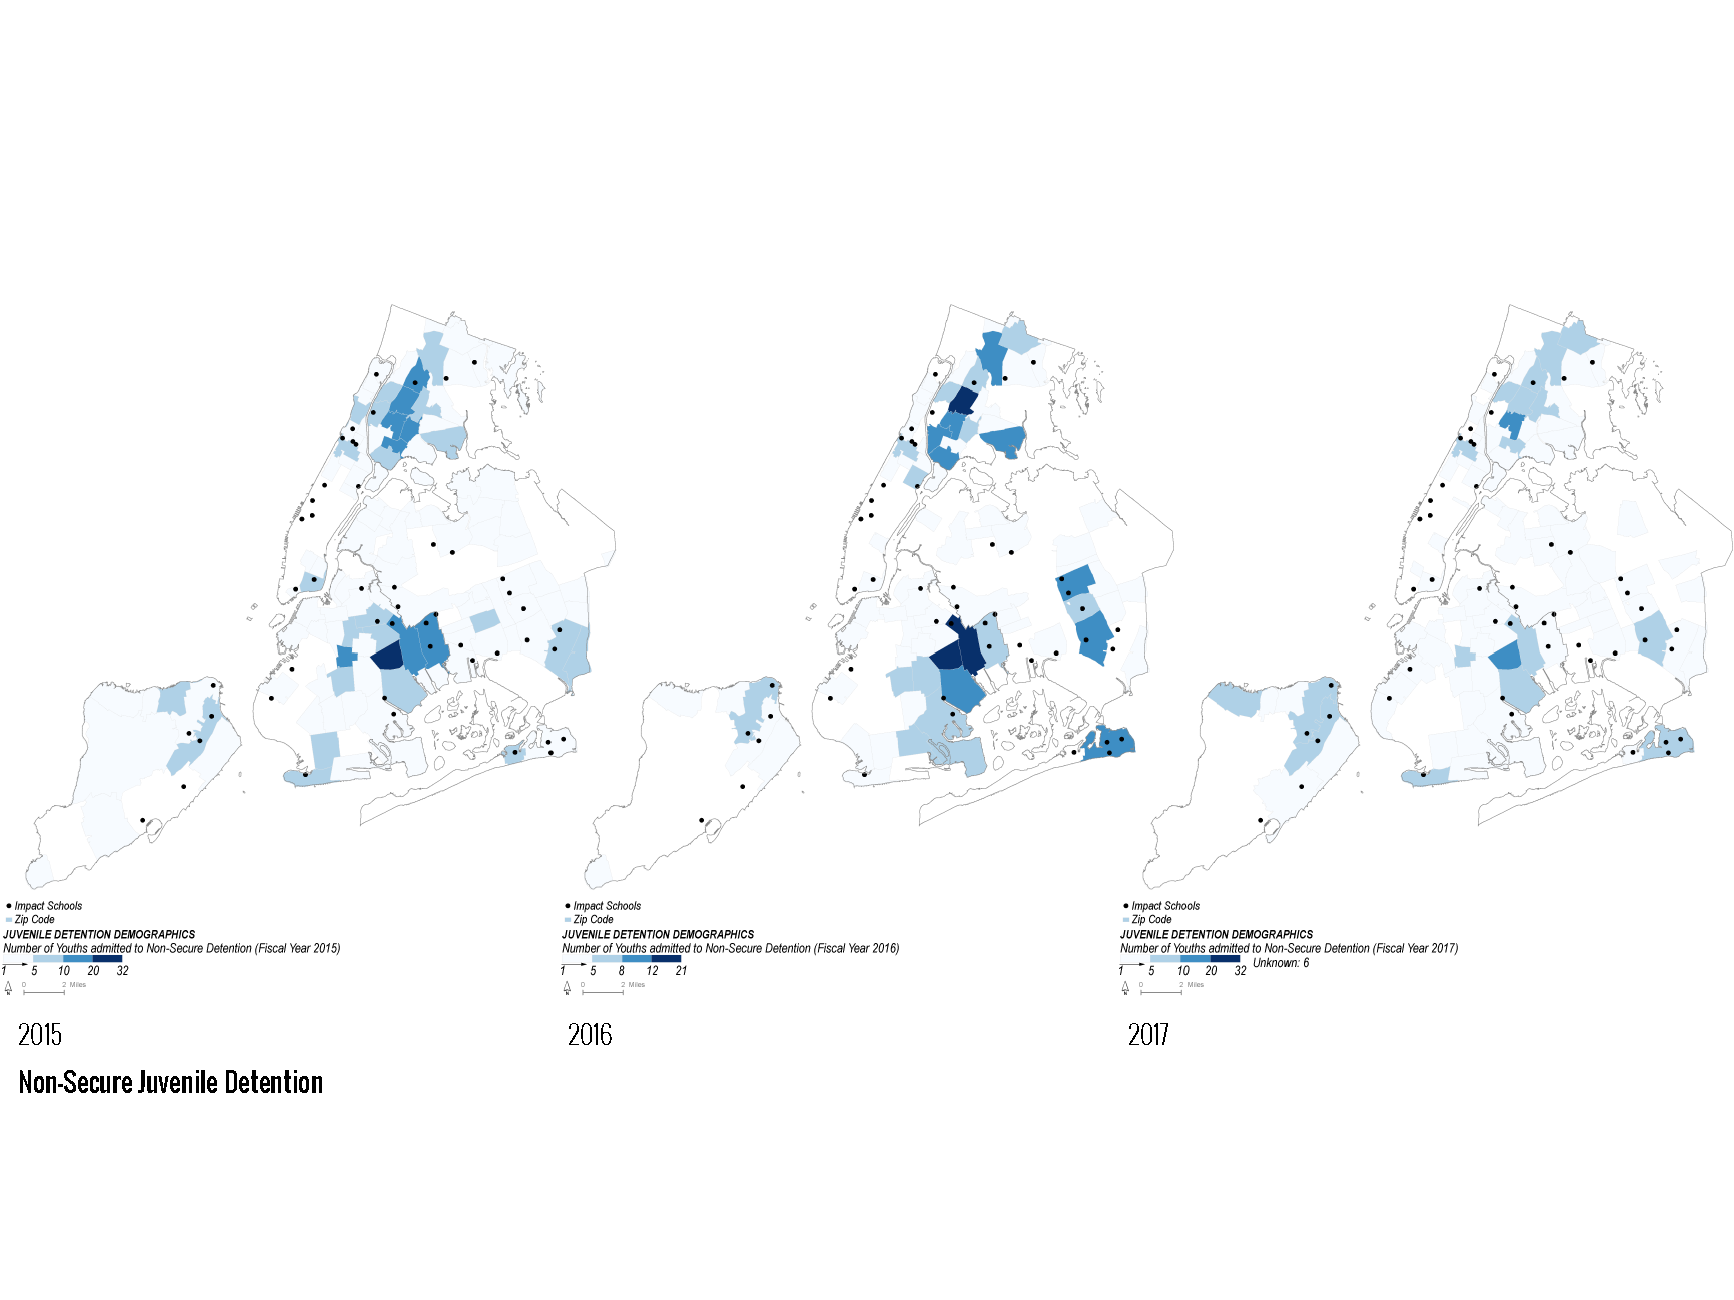 Impact Schools
Zip Code
JUVENILE DETENTION DEMOGRAPHICS
Number of Youths admitted to Non-Secure Detention (Fiscal Year 2015)
1 5 10 20 32
N 0 2 Miles
2015
Impact Schools
Zip Code
JUVENILE DETENTION DEMOGRAPHICS
Number of Youths admitted to Non-Secure Detention (Fiscal Year 2016)
1 5 8 12 21
N 0 2 Miles
2016
Impact Schools
Zip Code
JUVENILE DETENTION DEMOGRAPHICS
Number of Youths admitted to Non-Secure Detention (Fiscal Year 2017)
1 5 10 20 32 Unknown: 6
N 0 2 Miles
2017
Non-Secure Juvenile Detention